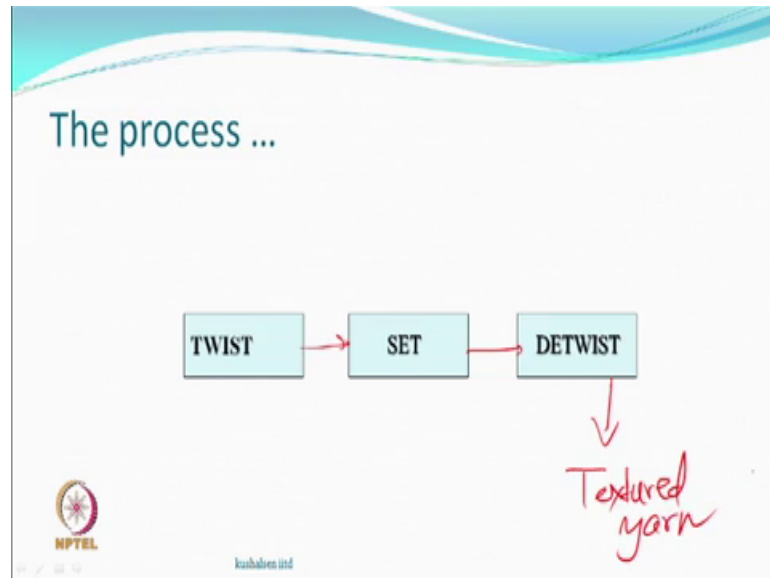 The process ...
TWIST SET DETWIST
Textured
yarn
NPTEL
kushalsen iitd